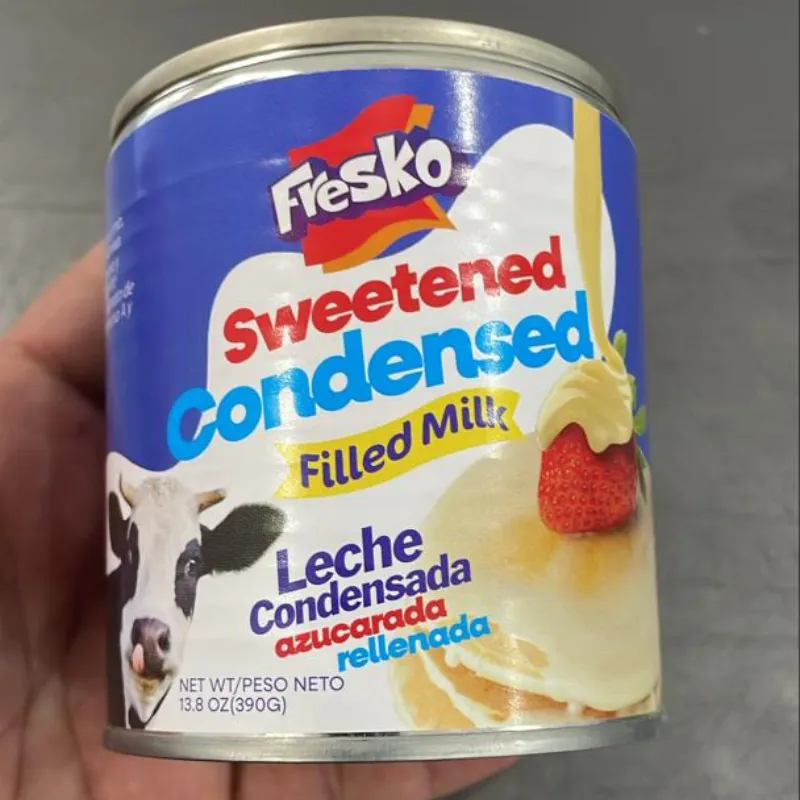 Fresko
Sweetened
Condensed
Filled Milk
Leche
Condensada
azucarada
rellenada
NET WT/PESO NETO
13.8 OZ(390G)